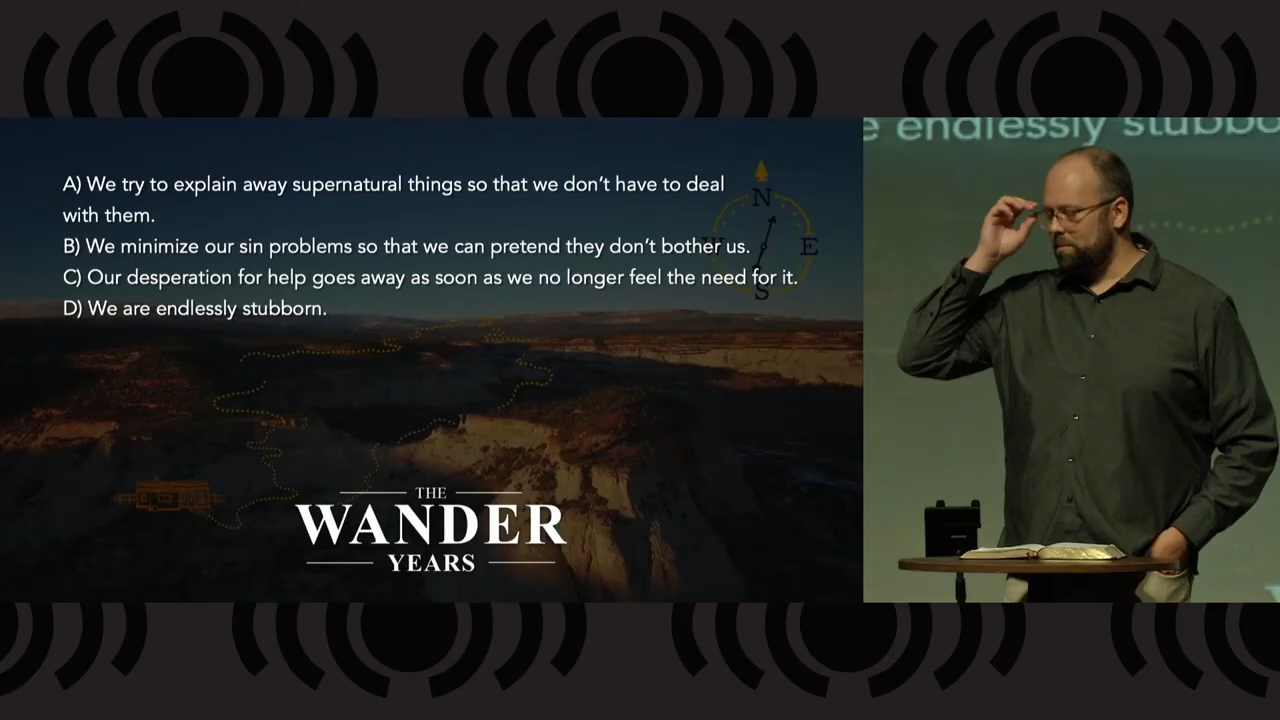 A) We try to explain away supernatural things so that we don't have to deal
with them.
B) We minimize our sin problems so that we can pretend they don't bother us.
C) Our desperation for help goes away as soon as we no longer feel the need for it.
D) We are endlessly stubborn.
N
W
E
S
THE
WANDER
YEARS
endlessly